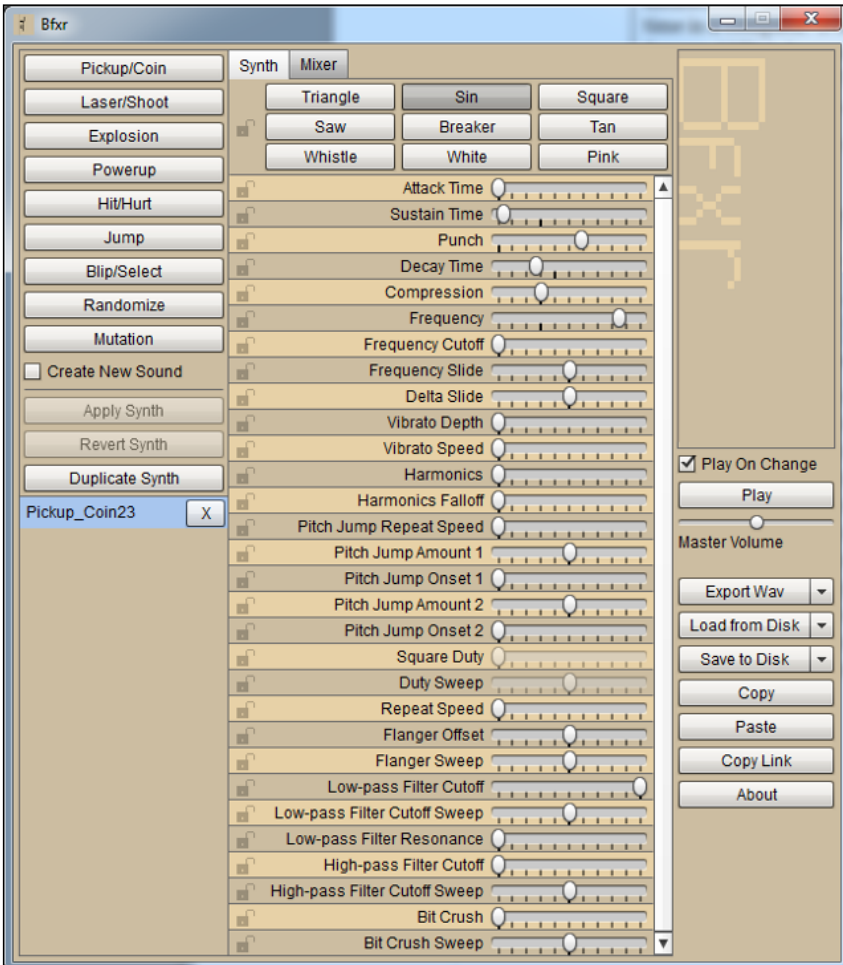 Bfxr
Pickup/Coin
Laser/Shoot
Explosion
Powerup
Hit/Hurt
Jump
Blip/Select
Randomize
Mutation
Create New Sound
Apply Synth
Revert Synth
Duplicate Synth
Pickup_Coin23 X
Synth Mixer
Triangle Sin Square
Saw Breaker Tan
Whistle White Pink
Attack Time
Sustain Time
Punch
Decay Time
Compression
Frequency
Frequency Cutoff
Frequency Slide
Delta Slide
Vibrato Depth
Vibrato Speed
Harmonics
Harmonics Falloff
Pitch Jump Repeat Speed
Pitch Jump Amount 1
Pitch Jump Onset 1
Pitch Jump Amount 2
Pitch Jump Onset 2
Square Duty
Duty Sweep
Repeat Speed
Flanger Offset
Flanger Sweep
Low-pass Filter Cutoff
Low-pass Filter Cutoff Sweep
Low-pass Filter Resonance
High-pass Filter Cutoff
High-pass Filter Cutoff Sweep
Bit Crush
Bit Crush Sweep
Bfxr
Play On Change
Play
Master Volume
Export Wav
Load from Disk
Save to Disk
Copy
Paste
Copy Link
About